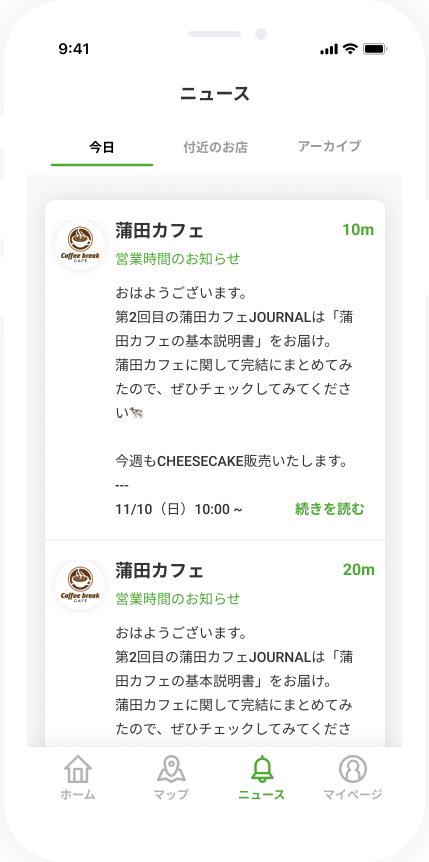 9:41
ニュース
今日
付近のお店
アーカイブ
蒲田カフェ
10m
Coffee break
CAFE
営業時間のお知らせ
おはようございます。
第2回目の蒲田カフェJOURNALは「蒲
田カフェの基本説明書」をお届け。
蒲田カフェに関して完結にまとめてみ
たので、ぜひチェックしてみてくださ
い🐄
今週もCHEESECAKE販売いたします。
---
11/10（日）10:00 ~
続きを読む
蒲田カフェ
20m
Coffee break
CAFE
営業時間のお知らせ
おはようございます。
第2回目の蒲田カフェJOURNALは「蒲
田カフェの基本説明書」をお届け。
蒲田カフェに関して完結にまとめてみ
たので、ぜひチェックしてみてくださ
ホーム
マップ
ニュース
マイページ